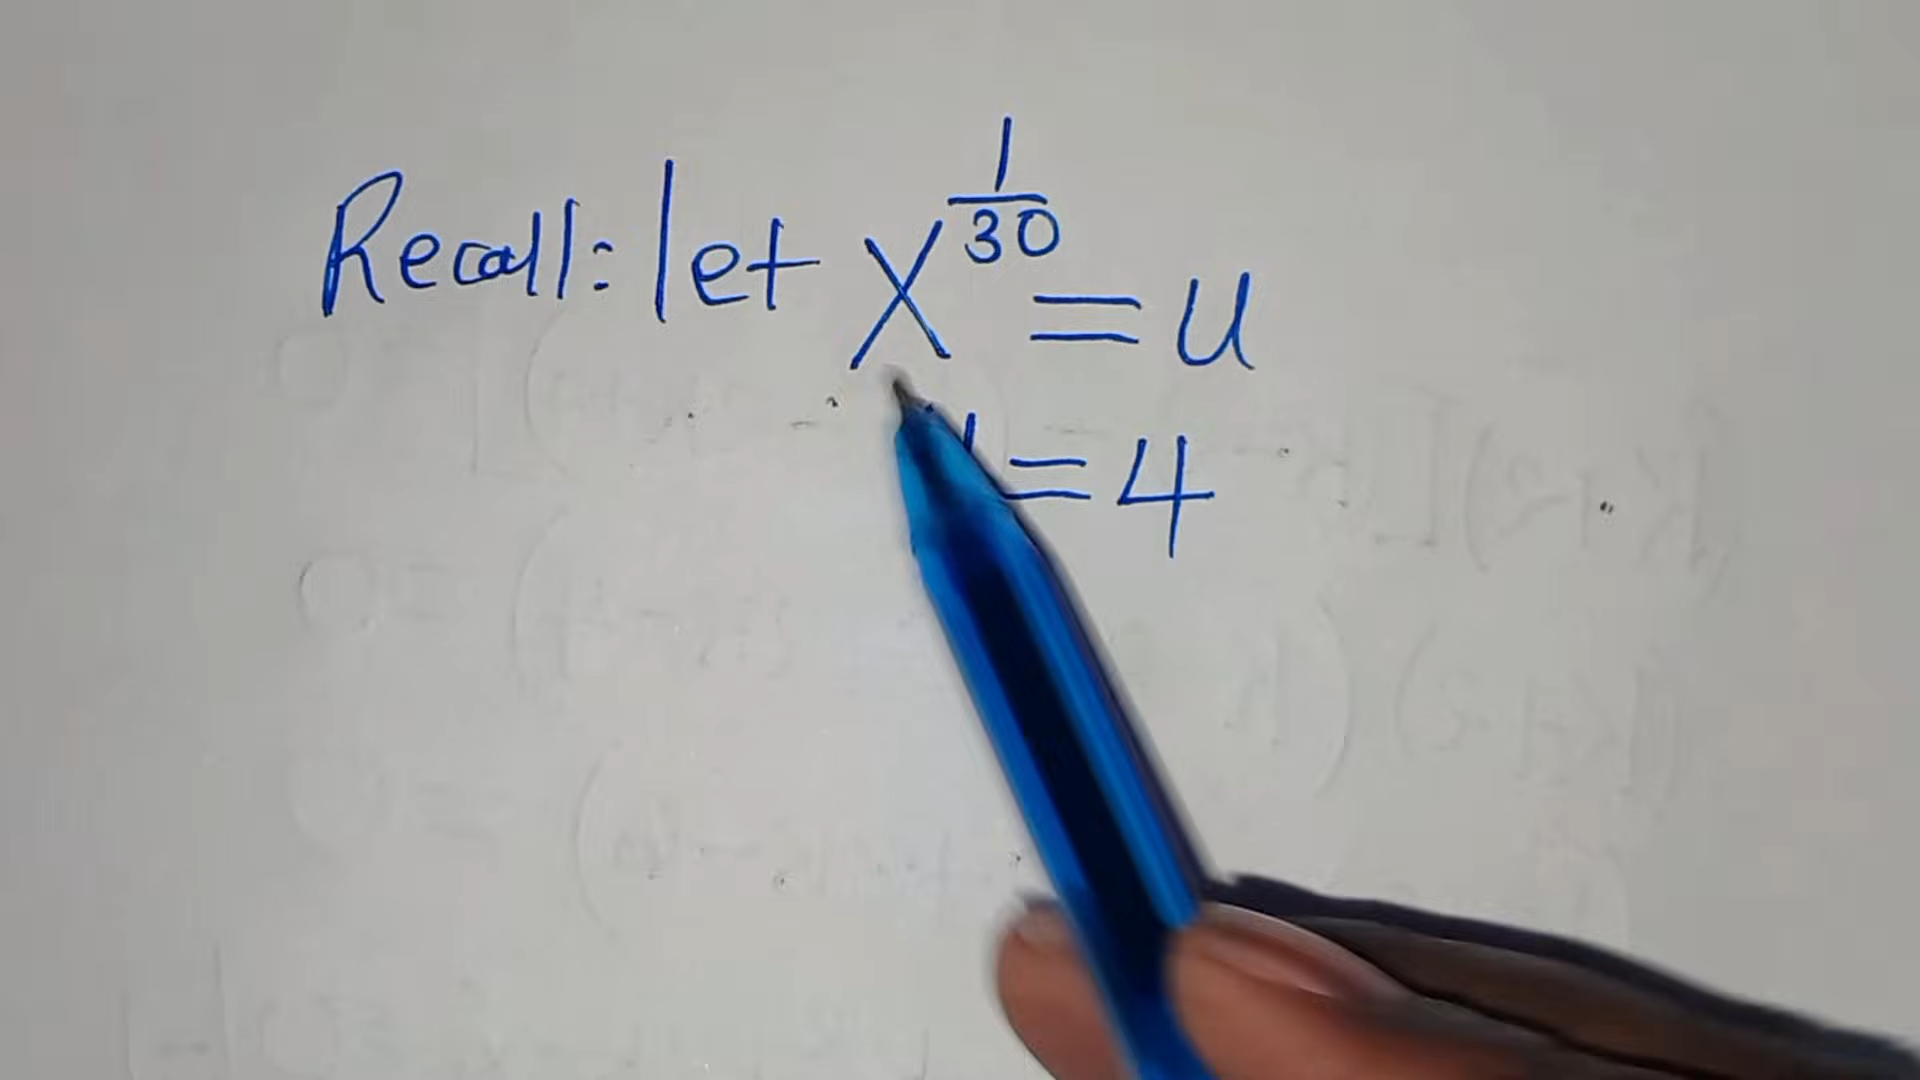 Recall: let X^(1/30) = u
= 4